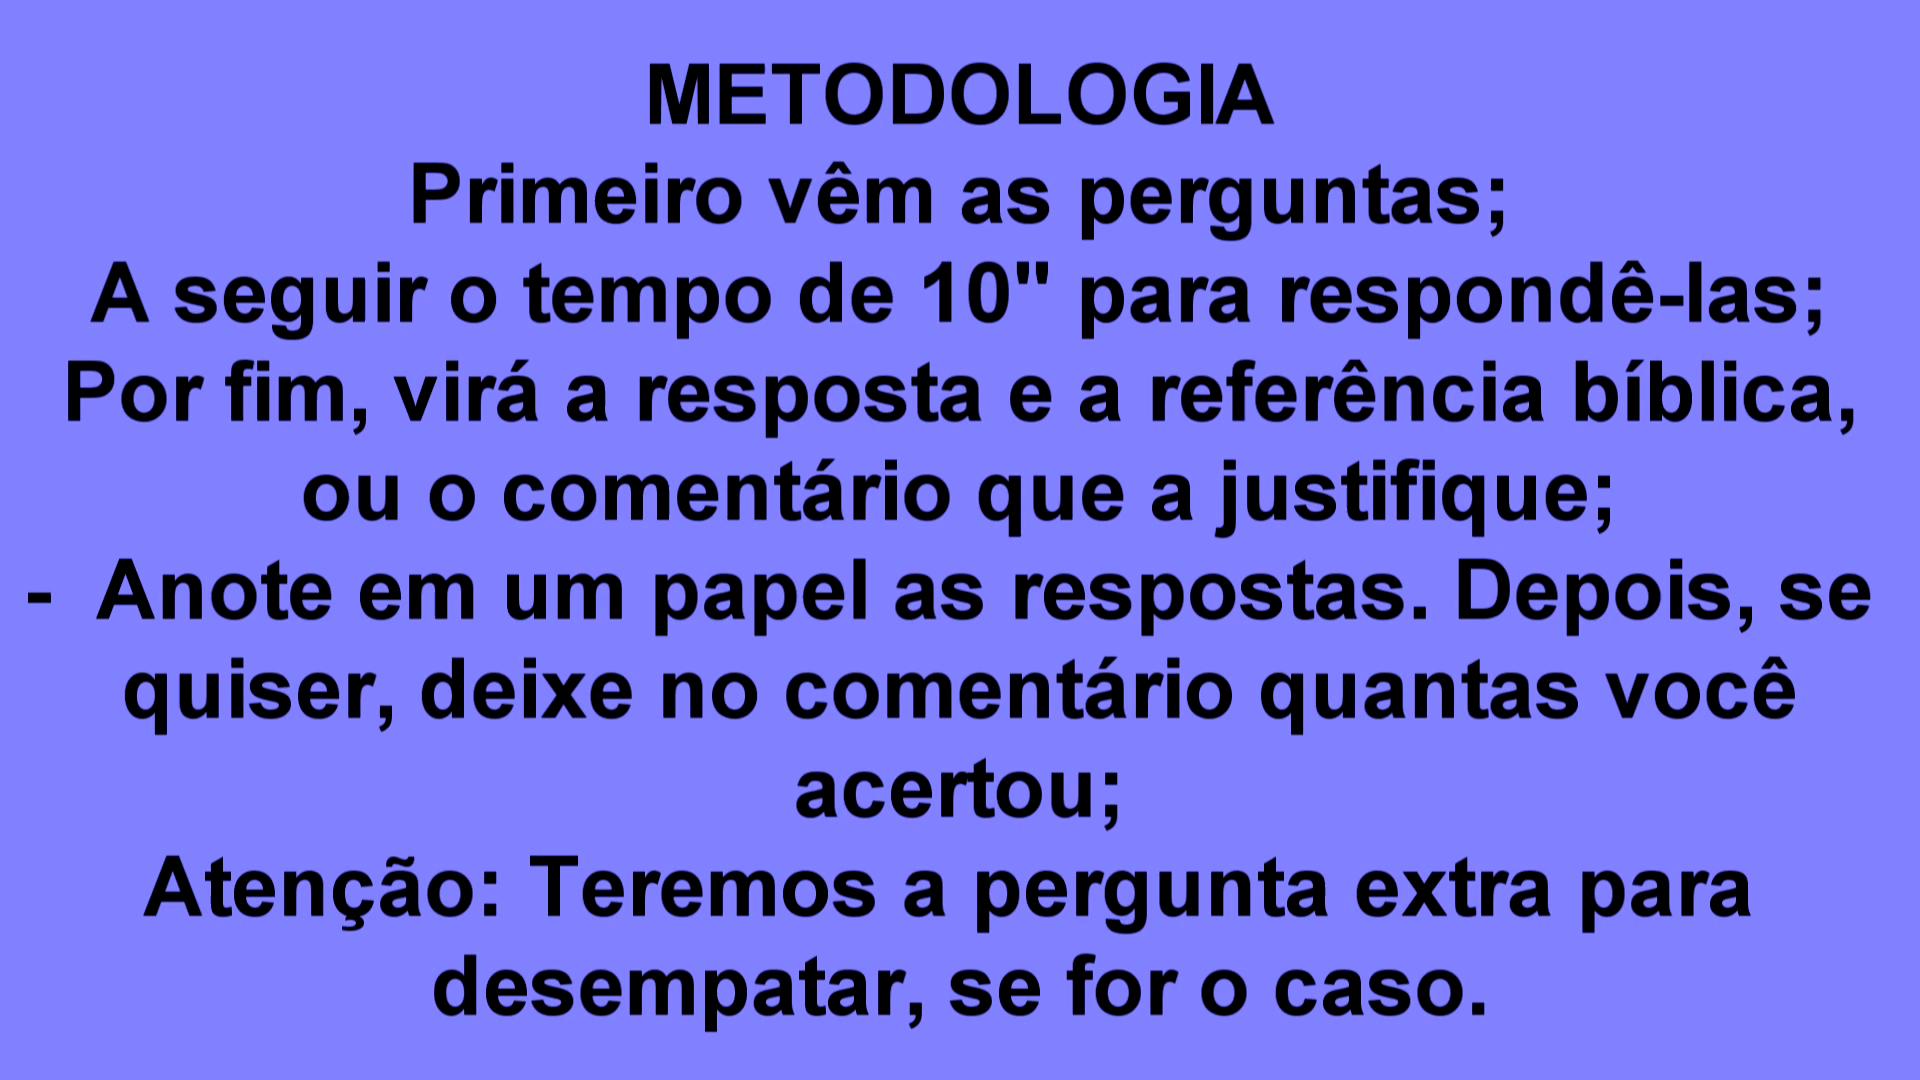 METODOLOGIA
Primeiro vêm as perguntas;
A seguir o tempo de 10" para respondê-las;
Por fim, virá a resposta e a referência bíblica,
ou o comentário que a justifique;
- Anote em um papel as respostas. Depois, se
quiser, deixe no comentário quantas você
acertou;
Atenção: Teremos a pergunta extra para
desempatar, se for o caso.